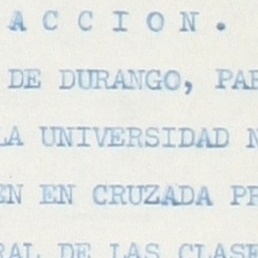 ACCION.
DE DURANGO, PAR
LA UNIVERSIDAD N
EN EN CRUZADA PR
RAL DE LAS CLASE